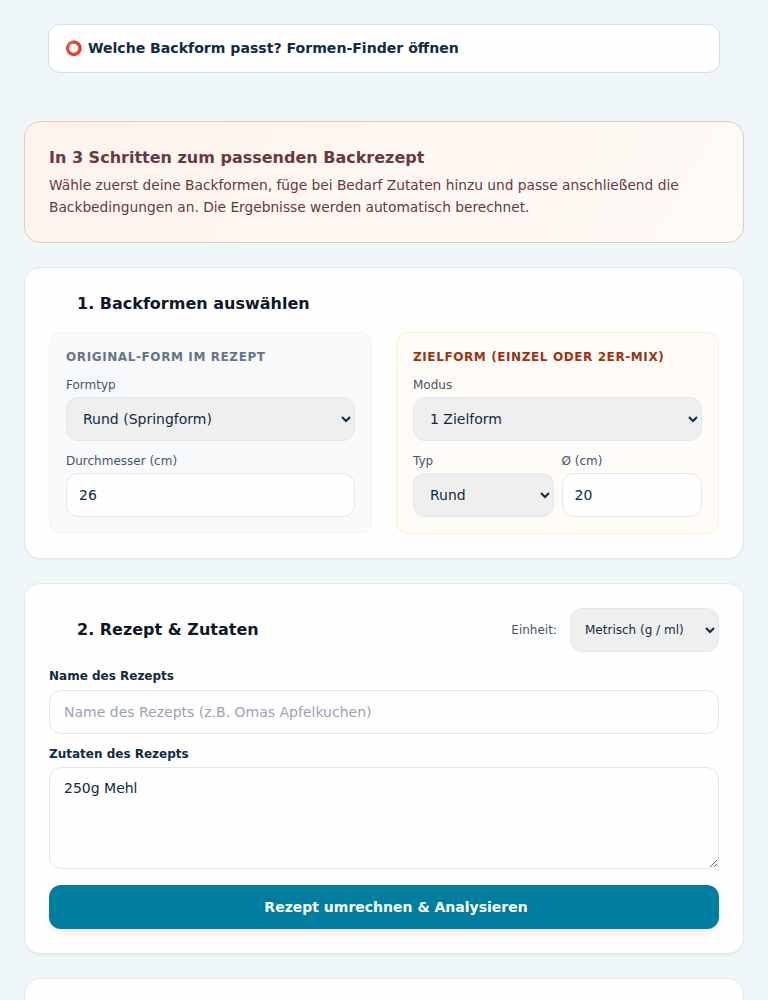 Welche Backform passt? Formen-Finder öffnen
In 3 Schritten zum passenden Backrezept
Wähle zuerst deine Backformen, füge bei Bedarf Zutaten hinzu und passe anschließend die
Backbedingungen an. Die Ergebnisse werden automatisch berechnet.
1. Backformen auswählen
ORIGINAL-FORM IM REZEPT
Formtyp
Rund (Springform)
Durchmesser (cm)
26
ZIELFORM (EINZEL ODER 2ER-MIX)
Modus
1 Zielform
Typ
Ø (cm)
Rund
20
2. Rezept & Zutaten
Einheit:
Metrisch (g / ml)
Name des Rezepts
Name des Rezepts (z.B. Omas Apfelkuchen)
Zutaten des Rezepts
250g Mehl
Rezept umrechnen & Analysieren